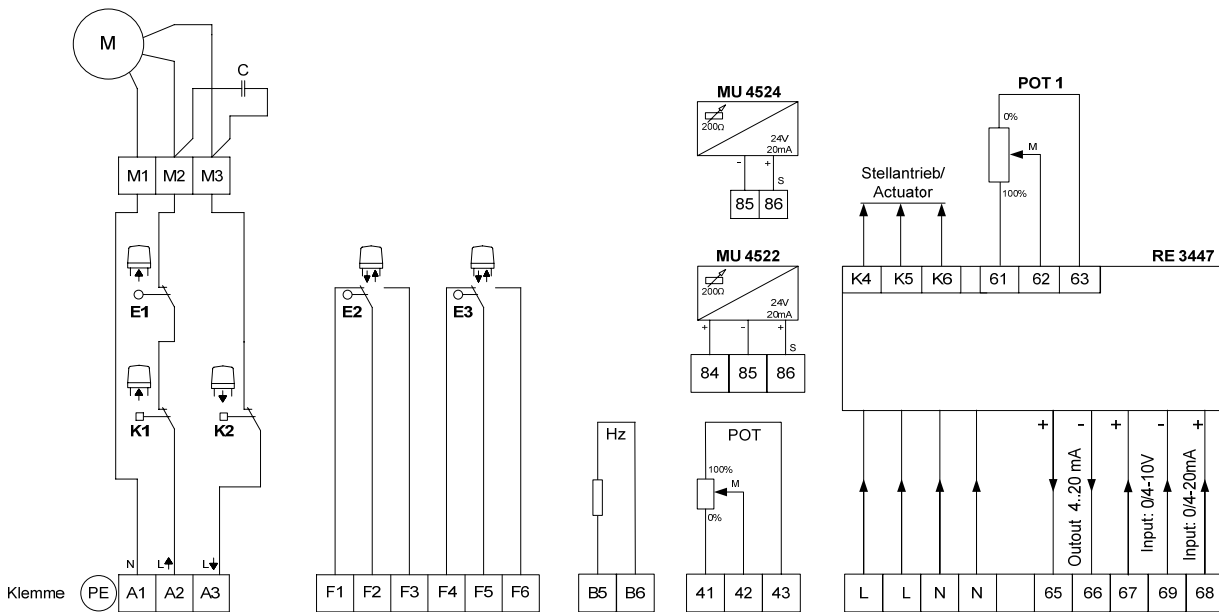 M
C
M1 M2 M3
E1
K1
K2
N L L
Klemme PE A1 A2 A3
E2
E3
F1 F2 F3 F4 F5 F6
Hz
B5 B6
MU 4524
200Ω
24V
20mA
- +
S
85 86
MU 4522
200Ω
24V
20mA
+ - +
S
84 85 86
POT
100%
M
0%
41 42 43
POT 1
0%
M
100%
Stellantrieb/
Actuator
RE 3447
K4 K5 K6 61 62 63
+ - + - +
Outout 4..20 mA
Input: 0/4-10V
Input: 0/4-20mA
L L N N 65 66 67 69 68